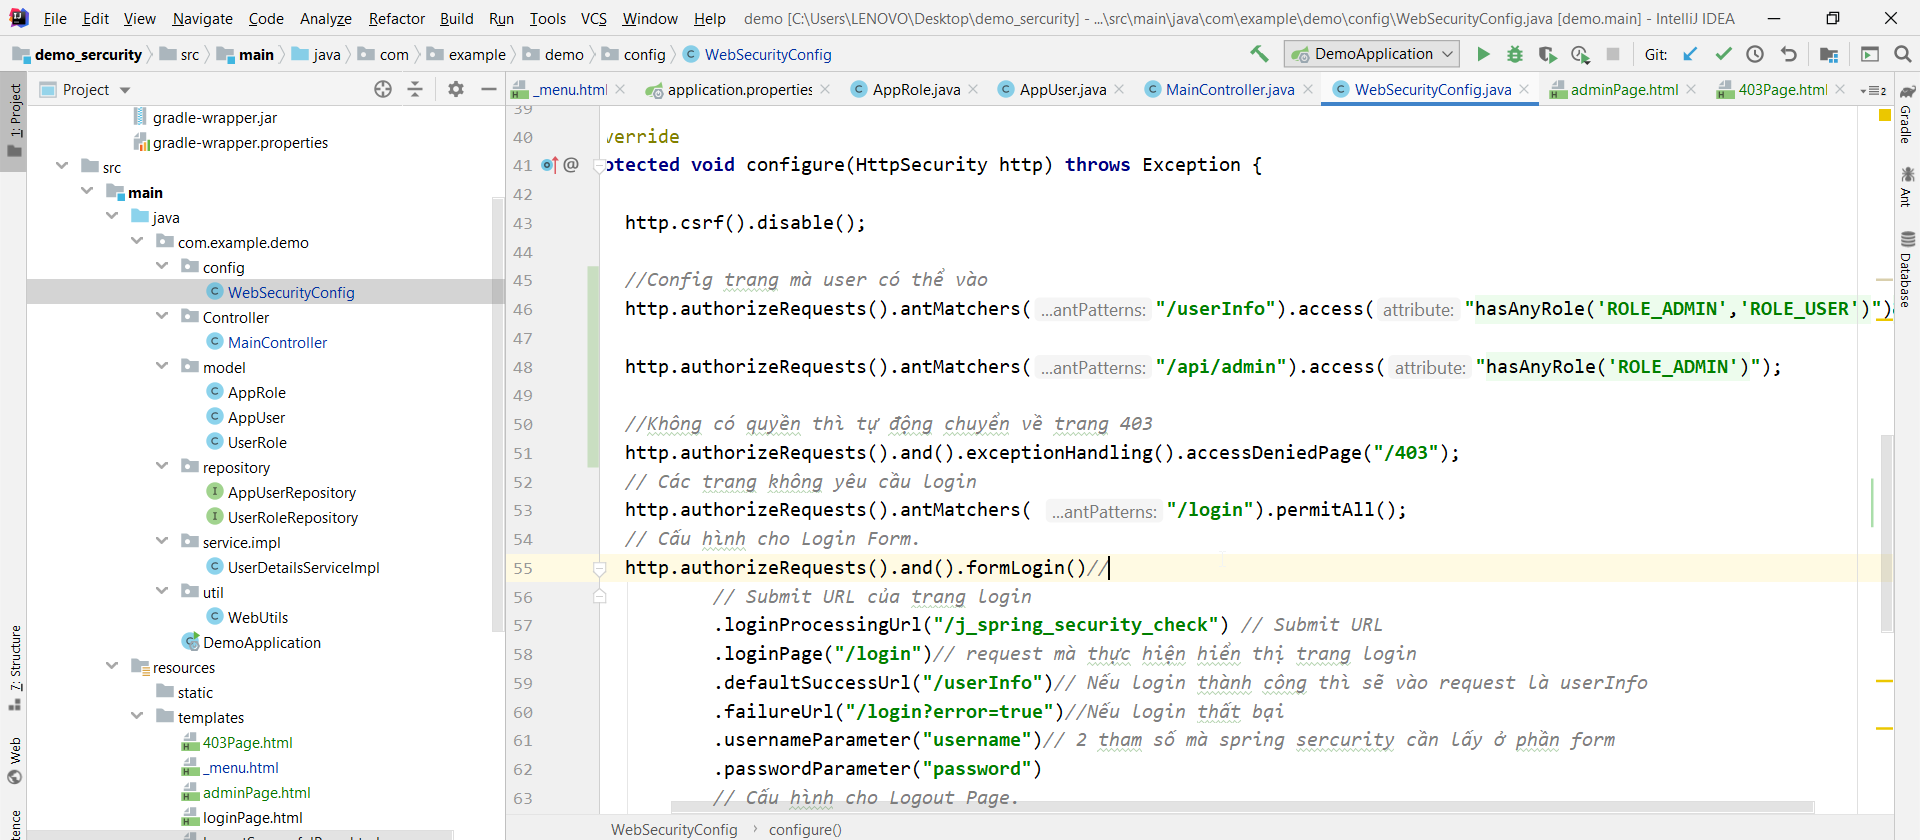 File Edit View Navigate Code Analyze Refactor Build Run Tools VCS Window Help demo [C:\Users\LENOVO\Desktop\demo_sercurity] - ...\src\main\java\com\example\demo\config\WebSecurityConfig.java [demo.main] - IntelliJ IDEA
demo_sercurity src main java com example demo config WebSecurityConfig DemoApplication Git:
Project
_menu.html application.properties AppRole.java AppUser.java MainController.java WebSecurityConfig.java adminPage.html 403Page.html 2
1: Project
7: Structure
Web
Gradle
Ant
Database
gradle-wrapper.jar
gradle-wrapper.properties
src
main
java
com.example.demo
config
WebSecurityConfig
Controller
MainController
model
AppRole
AppUser
UserRole
repository
AppUserRepository
UserRoleRepository
service.impl
UserDetailsServiceImpl
util
WebUtils
DemoApplication
resources
static
templates
403Page.html
_menu.html
adminPage.html
loginPage.html
39
40 verride
41 @ otected void configure(HttpSecurity http) throws Exception {
42
43 http.csrf().disable();
44
45 //Config trang mà user có thể vào
46 http.authorizeRequests().antMatchers( ...antPatterns: "/userInfo").access( attribute: "hasAnyRole('ROLE_ADMIN','ROLE_USER')")
47
48 http.authorizeRequests().antMatchers( ...antPatterns: "/api/admin").access( attribute: "hasAnyRole('ROLE_ADMIN')");
49
50 //Không có quyền thì tự động chuyển về trang 403
51 http.authorizeRequests().and().exceptionHandling().accessDeniedPage("/403");
52 // Các trang không yêu cầu login
53 http.authorizeRequests().antMatchers( ...antPatterns: "/login").permitAll();
54 // Cấu hình cho Login Form.
55 http.authorizeRequests().and().formLogin()//
56 // Submit URL của trang login
57 .loginProcessingUrl("/j_spring_security_check") // Submit URL
58 .loginPage("/login")// request mà thực hiện hiển thị trang login
59 .defaultSuccessUrl("/userInfo")// Nếu login thành công thì sẽ vào request là userInfo
60 .failureUrl("/login?error=true")//Nếu login thất bại
61 .usernameParameter("username")// 2 tham số mà spring sercurity cần lấy ở phần form
62 .passwordParameter("password")
63 // Cấu hình cho Logout Page.
WebSecurityConfig › configure()